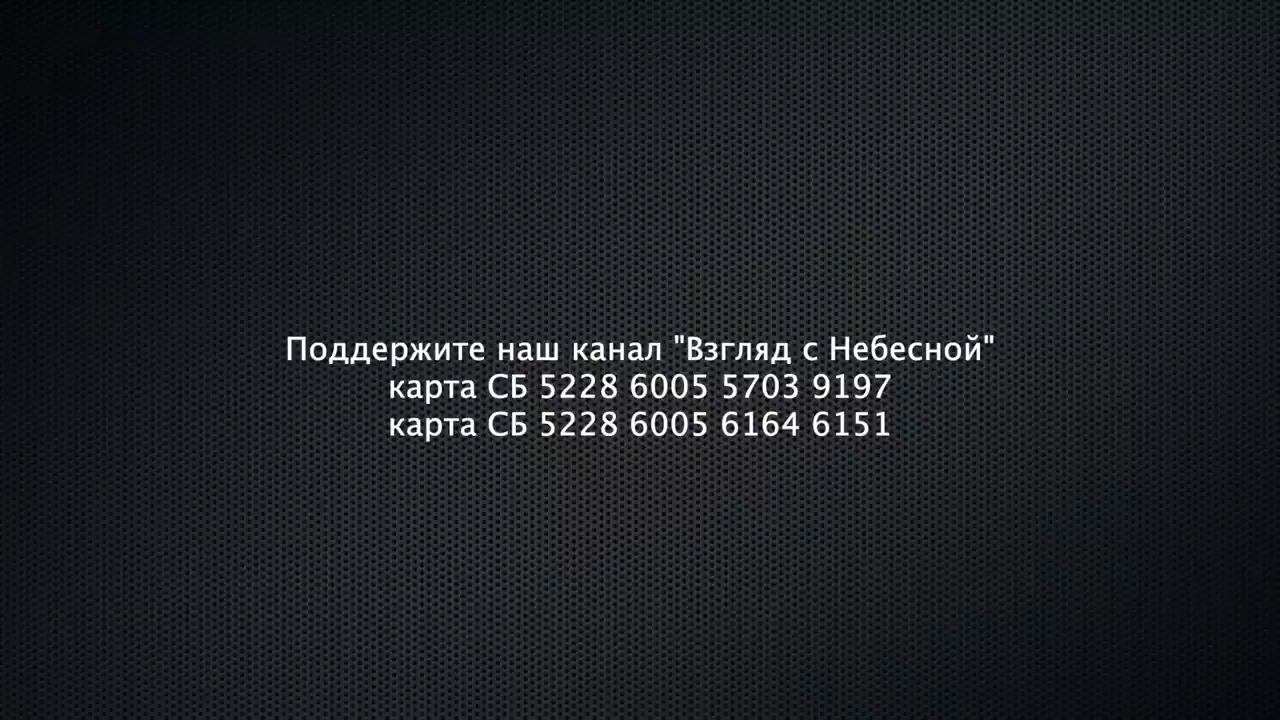 Поддержите наш канал "Взгляд с Небесной"
карта СБ 5228 6005 5703 9197
карта СБ 5228 6005 6164 6151